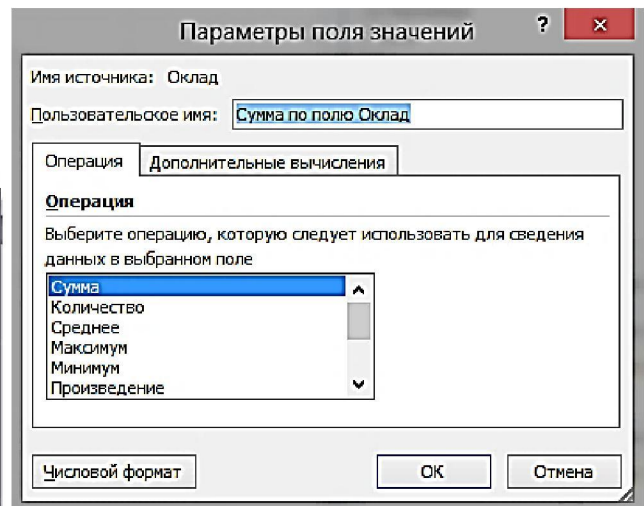 Параметры поля значений
?
×
Имя источника: Оклад
Пользовательское имя: Сумма по полю Оклад
Операция Дополнительные вычисления
Операция
Выберите операцию, которую следует использовать для сведения
данных в выбранном поле
Сумма
Количество
Среднее
Максимум
Минимум
Произведение
Числовой формат ОК Отмена